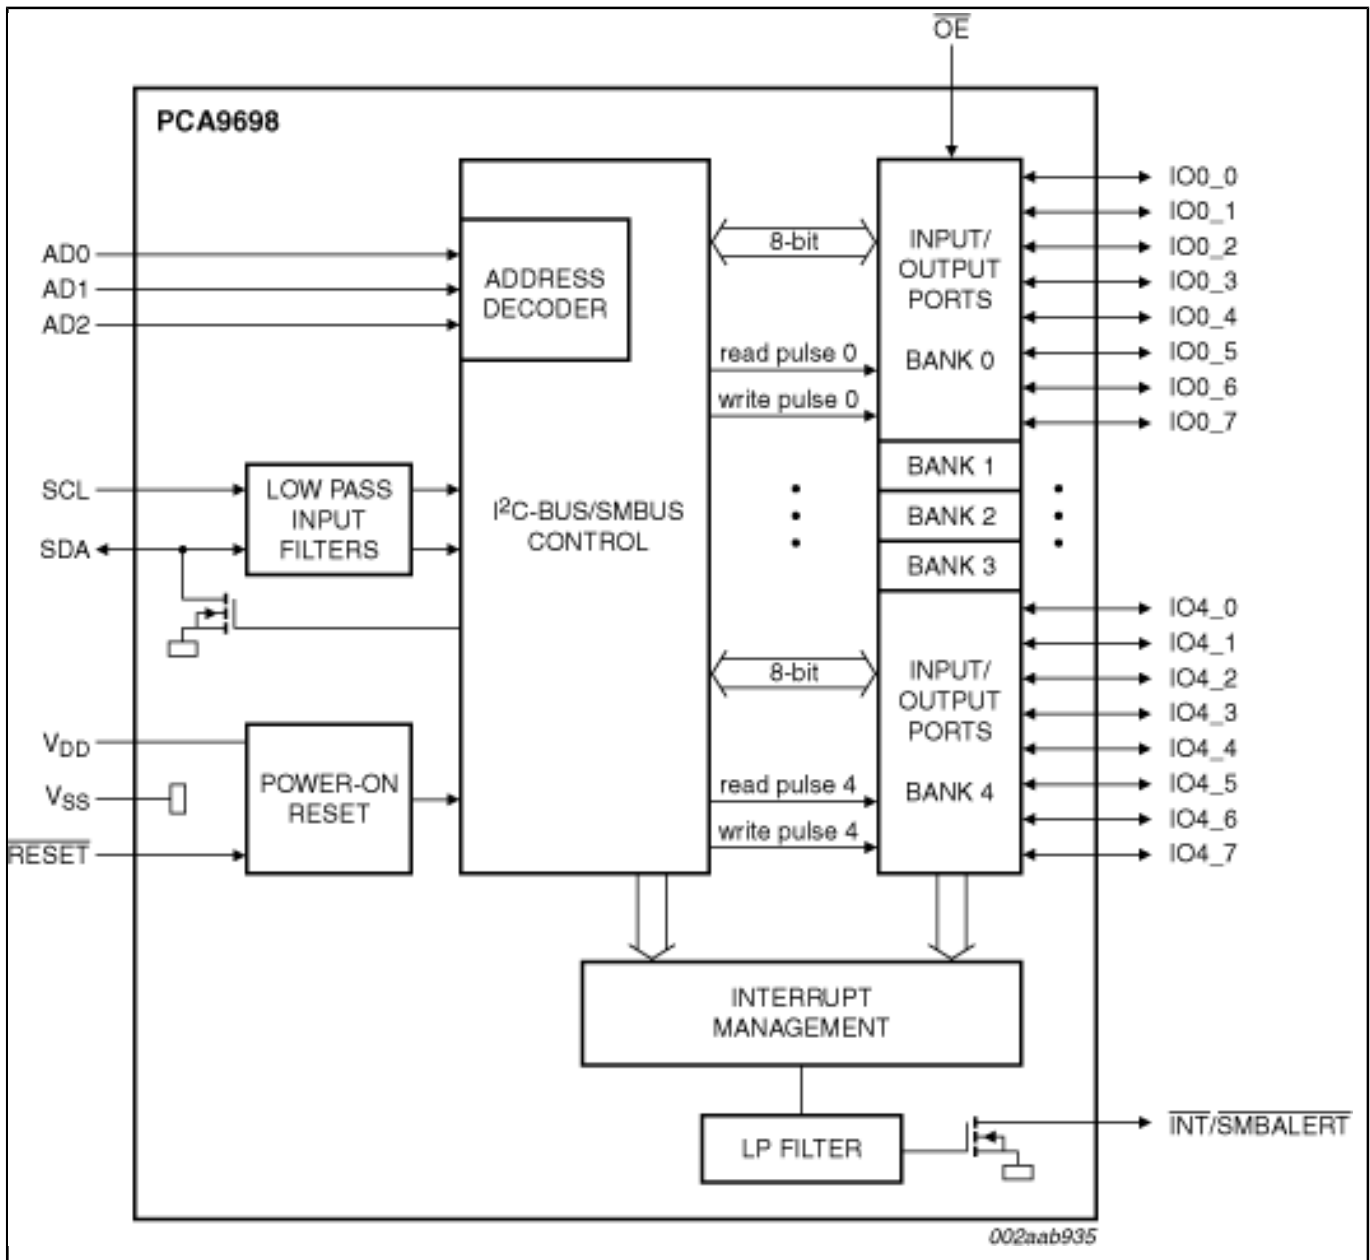 OE
PCA9698
AD0
AD1
AD2
ADDRESS
DECODER
SCL
SDA
LOW PASS
INPUT
FILTERS
I²C-BUS/SMBUS
CONTROL
VDD
VSS
RESET
POWER-ON
RESET
8-bit
read pulse 0
write pulse 0
8-bit
read pulse 4
write pulse 4
INPUT/
OUTPUT
PORTS
BANK 0
BANK 1
BANK 2
BANK 3
INPUT/
OUTPUT
PORTS
BANK 4
IO0_0
IO0_1
IO0_2
IO0_3
IO0_4
IO0_5
IO0_6
IO0_7
IO4_0
IO4_1
IO4_2
IO4_3
IO4_4
IO4_5
IO4_6
IO4_7
INTERRUPT
MANAGEMENT
LP FILTER
INT/SMBALERT
002aab935